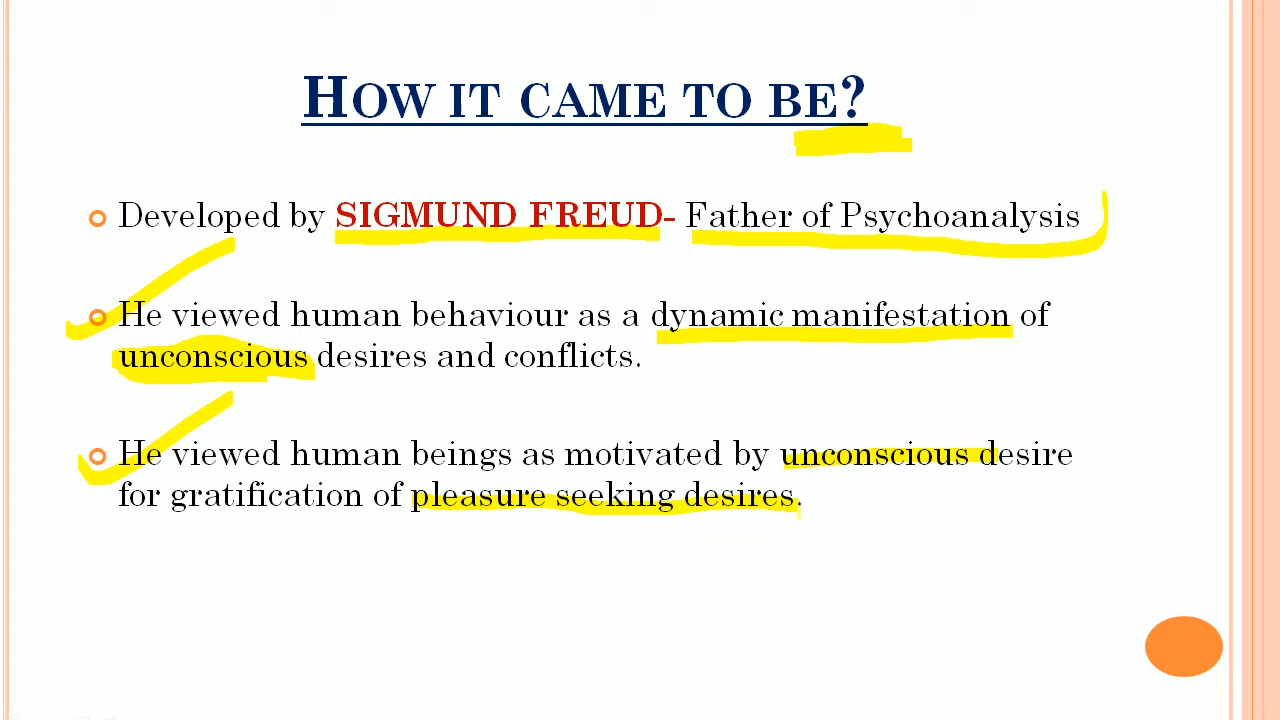 HOW IT CAME TO BE?
Developed by SIGMUND FREUD- Father of Psychoanalysis
He viewed human behaviour as a dynamic manifestation of
unconscious desires and conflicts.
He viewed human beings as motivated by unconscious desire
for gratification of pleasure seeking desires.